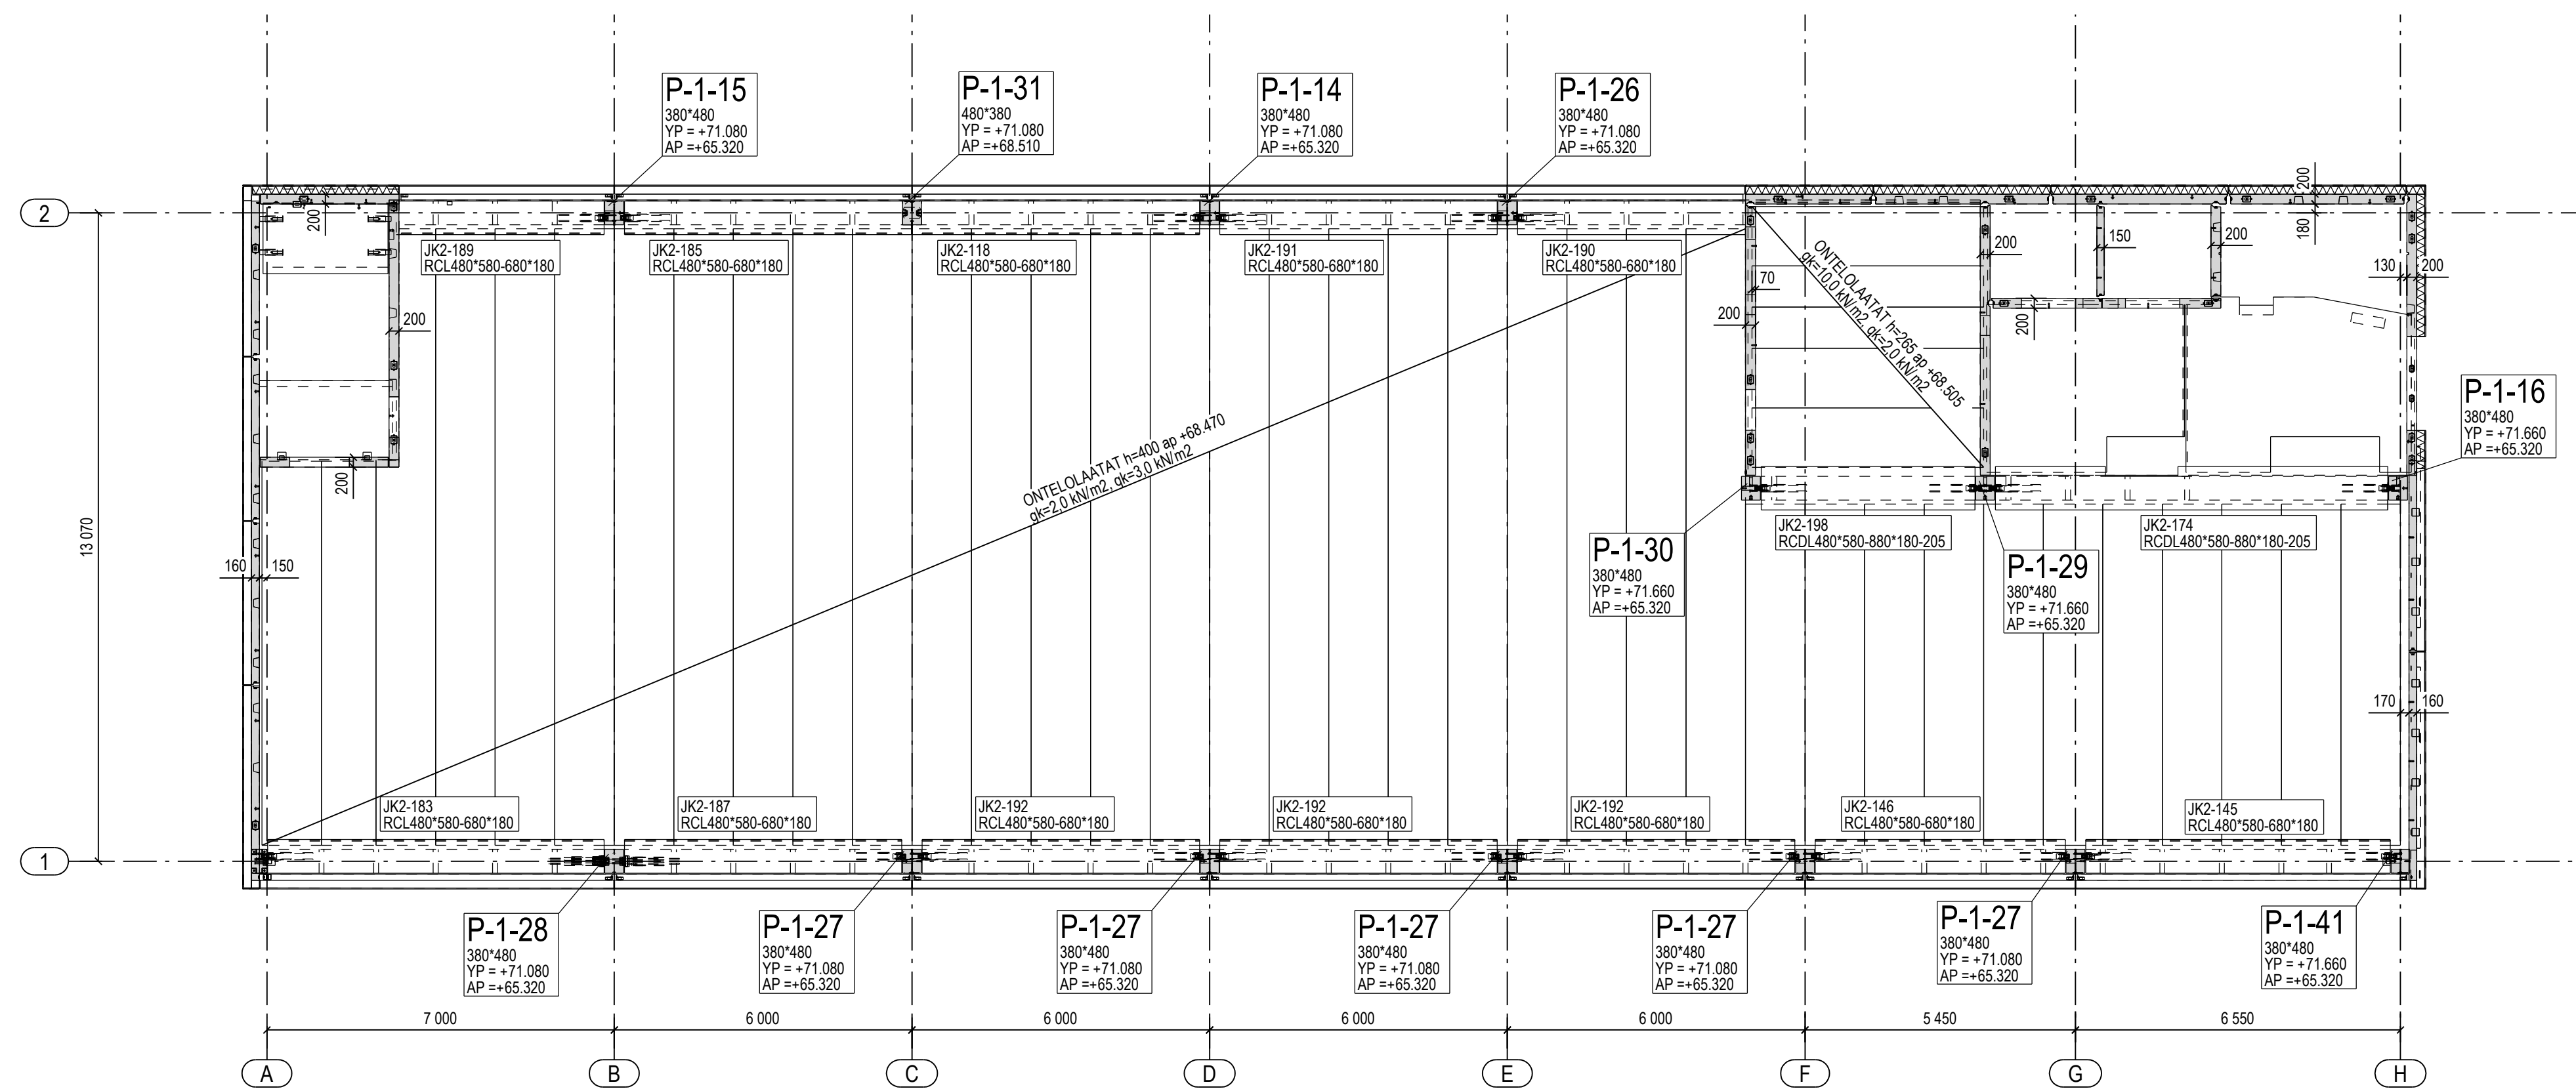 P-1-15
380*480
YP = +71.080
AP =+65.320
P-1-31
480*380
YP = +71.080
AP =+68.510
P-1-14
380*480
YP = +71.080
AP =+65.320
P-1-26
380*480
YP = +71.080
AP =+65.320
2
200
200
180
JK2-189
RCL480*580-680*180
JK2-185
RCL480*580-680*180
JK2-118
RCL480*580-680*180
JK2-191
RCL480*580-680*180
JK2-190
RCL480*580-680*180
200
150
200
130
200
70
200
200
200
ONTELOLAATAT h=265 ap +68.505
gk=10,0 kN/m2, qk=2,0 kN/m2
P-1-16
380*480
YP = +71.660
AP =+65.320
ONTELOLAATAT h=400 ap +68.470
gk=2,0 kN/m2, qk=3,0 kN/m2
200
13 070
160
150
JK2-198
RCDL480*580-880*180-205
JK2-174
RCDL480*580-880*180-205
P-1-30
380*480
YP = +71.660
AP =+65.320
P-1-29
380*480
YP = +71.660
AP =+65.320
170
160
JK2-183
RCL480*580-680*180
JK2-187
RCL480*580-680*180
JK2-192
RCL480*580-680*180
JK2-192
RCL480*580-680*180
JK2-192
RCL480*580-680*180
JK2-146
RCL480*580-680*180
JK2-145
RCL480*580-680*180
1
P-1-28
380*480
YP = +71.080
AP =+65.320
P-1-27
380*480
YP = +71.080
AP =+65.320
P-1-27
380*480
YP = +71.080
AP =+65.320
P-1-27
380*480
YP = +71.080
AP =+65.320
P-1-27
380*480
YP = +71.080
AP =+65.320
P-1-27
380*480
YP = +71.080
AP =+65.320
P-1-41
380*480
YP = +71.660
AP =+65.320
7 000
6 000
6 000
6 000
6 000
5 450
6 550
A
B
C
D
E
F
G
H